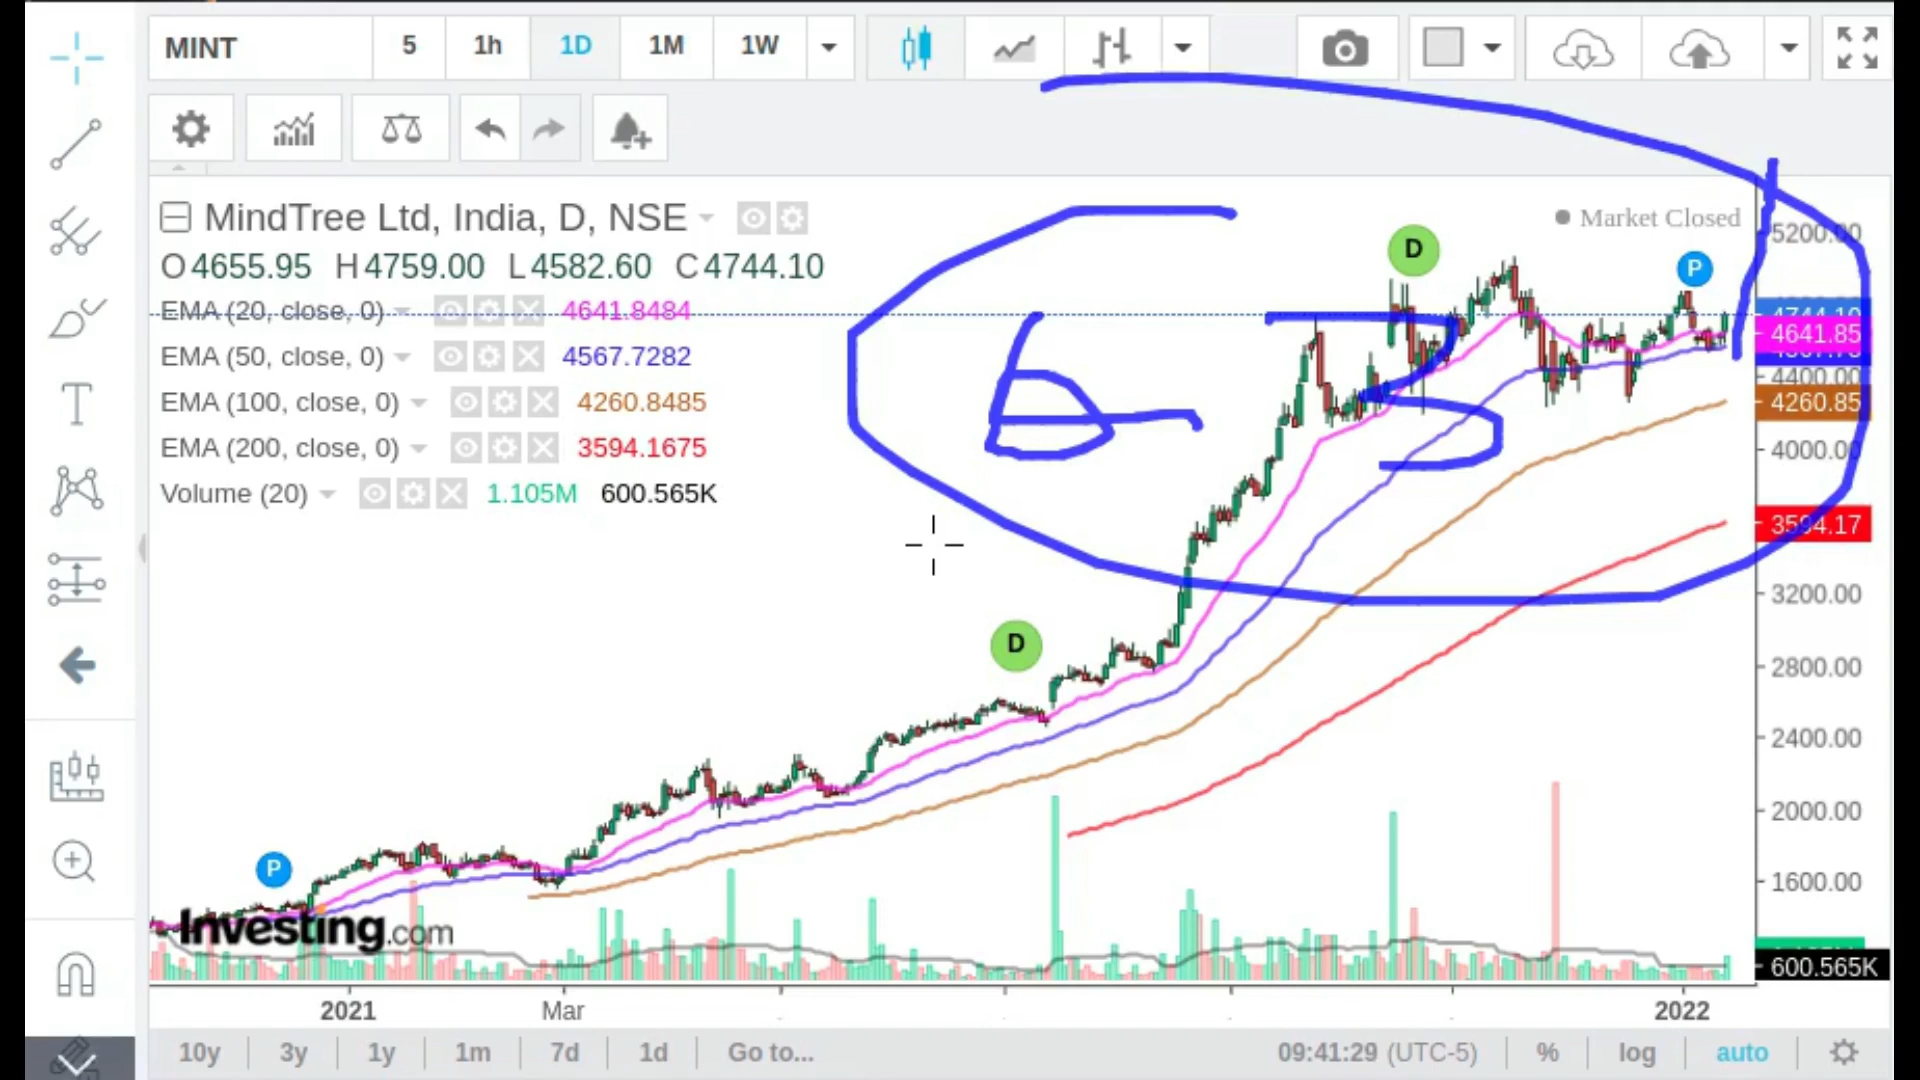 MINT 5 1h 1D 1M 1W
MindTree Ltd, India, D, NSE
Market Closed
O4655.95 H4759.00 L4582.60 C4744.10
EMA (20, close, 0) 4641.8484
EMA (50, close, 0) 4567.7282
EMA (100, close, 0) 4260.8485
EMA (200, close, 0) 3594.1675
Volume (20) 1.105M 600.565K
T
D
P
D
P
5200.00
4744.10
4641.85
4400.00
4260.85
4000.00
3594.17
3200.00
2800.00
2400.00
2000.00
1600.00
600.565K
Investing.com
2021 Mar 2022
10y 3y 1y 1m 7d 1d Go to... 09:41:29 (UTC-5) % log auto